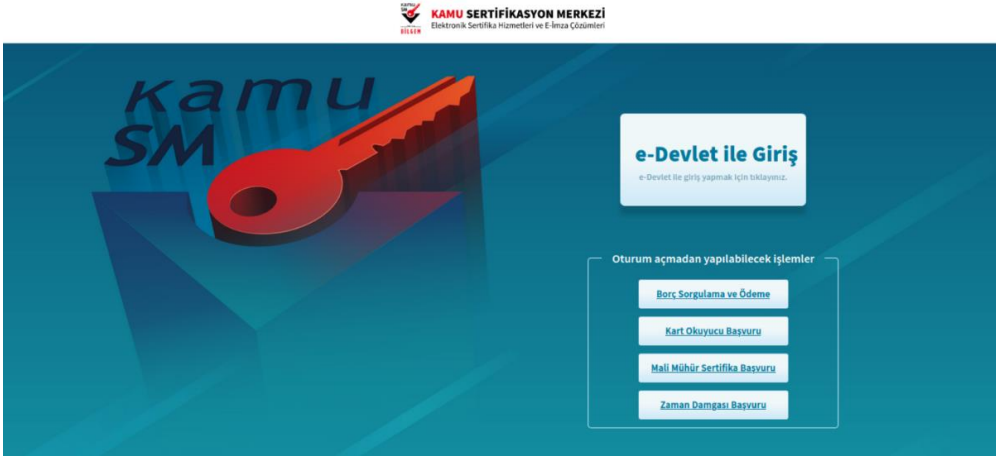 KAMU SM
BİLGEM
KAMU SERTİFİKASYON MERKEZİ
Elektronik Sertifika Hizmetleri ve E-İmza Çözümleri
Kamu
SM
e-Devlet ile Giriş
e-Devlet ile giriş yapmak için tıklayınız.
Oturum açmadan yapılabilecek işlemler
Borç Sorgulama ve Ödeme
Kart Okuyucu Başvuru
Mali Mühür Sertifika Başvuru
Zaman Damgası Başvuru